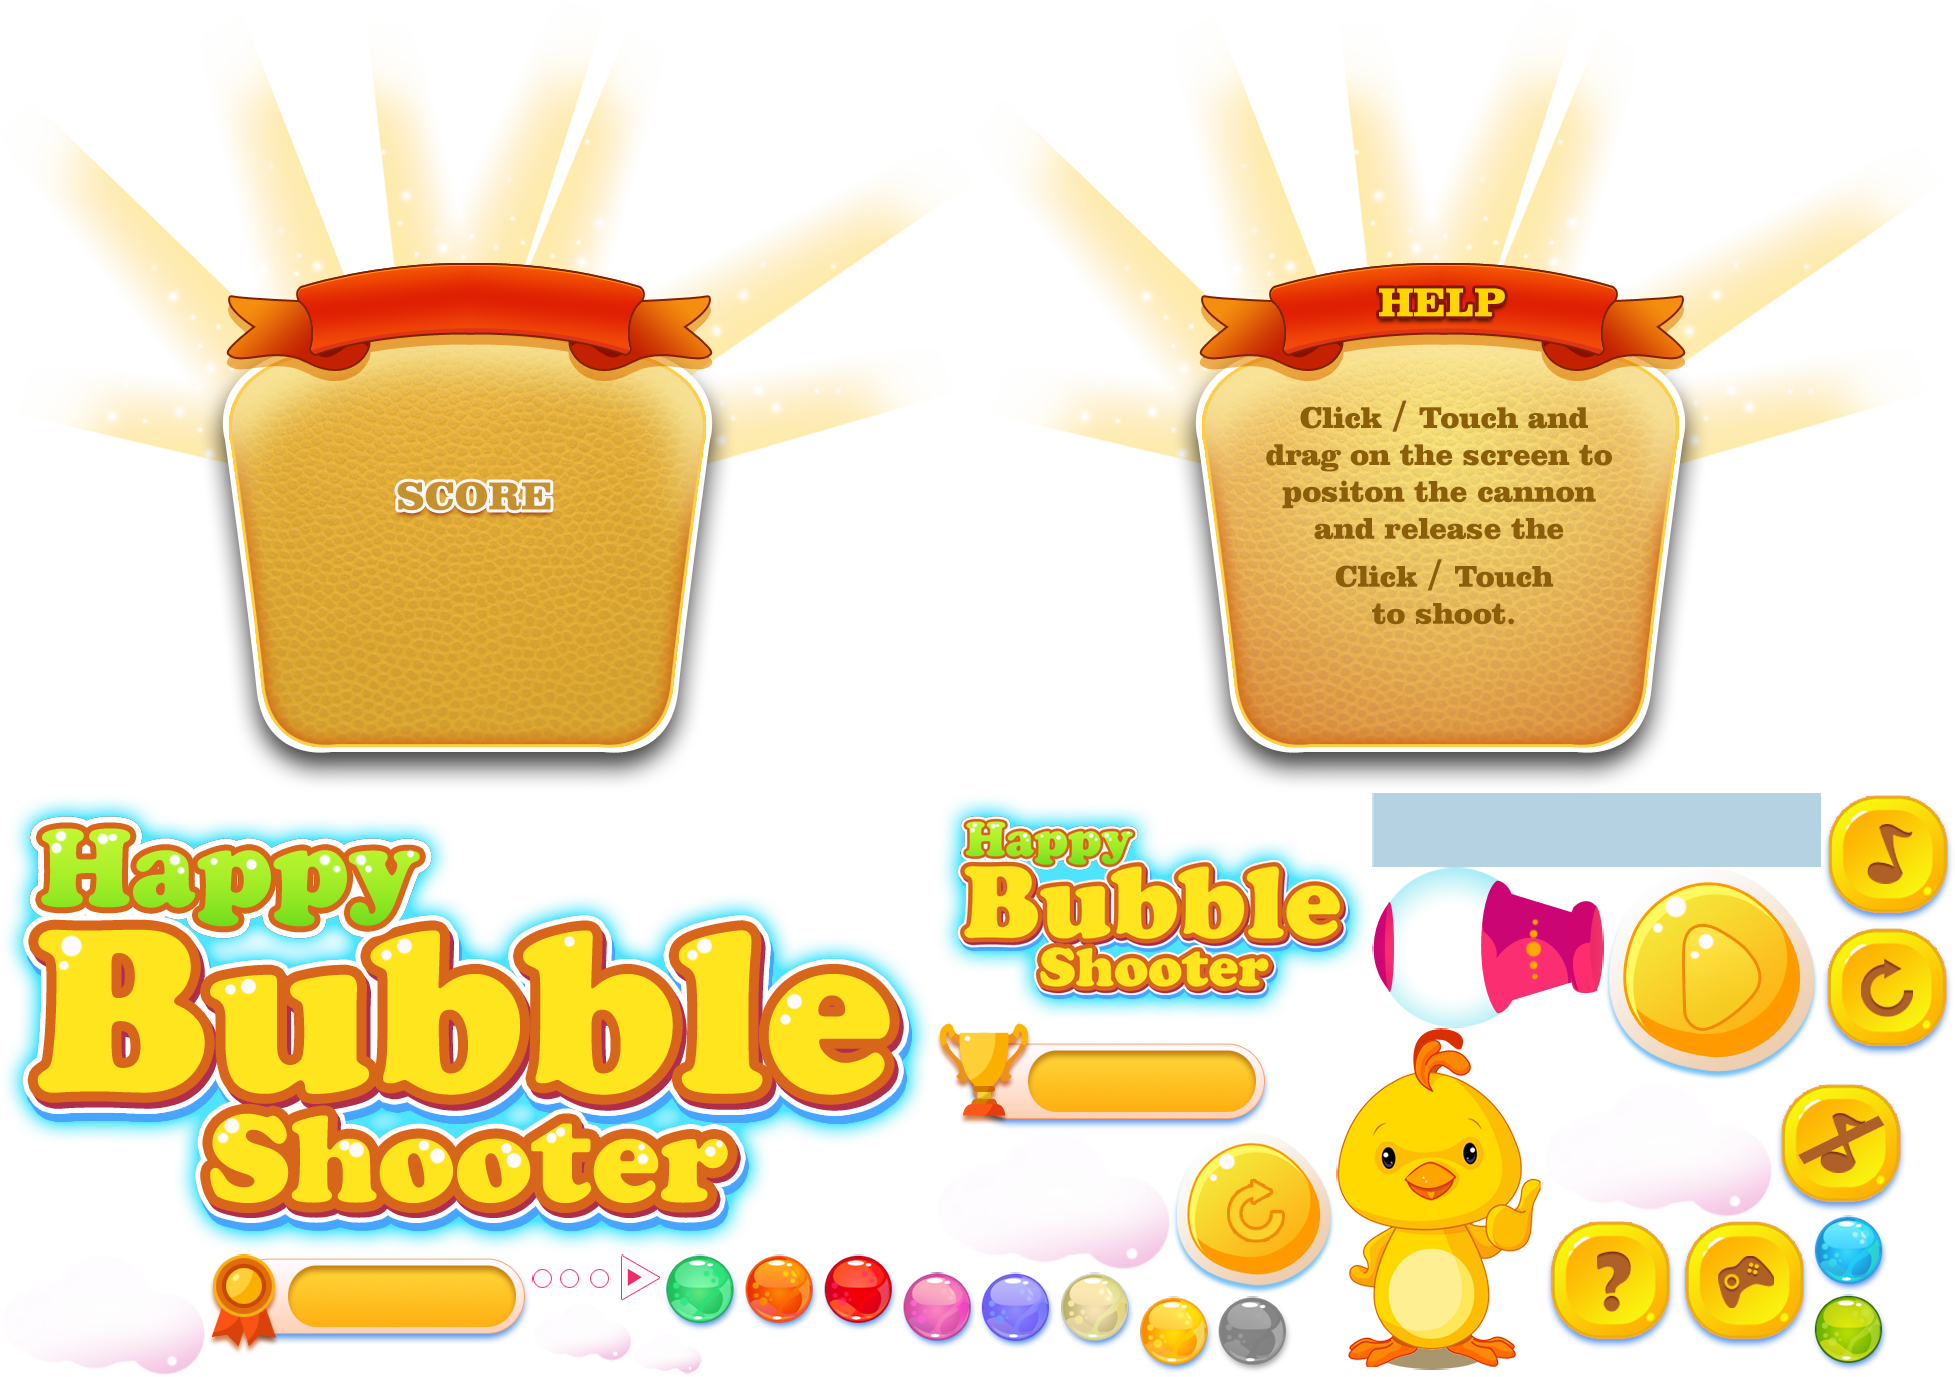 SCORE
HELP
Click / Touch and
drag on the screen to
positon the cannon
and release the
Click / Touch
to shoot.
Happy
Bubble
Shooter
Happy
Bubble
Shooter
?